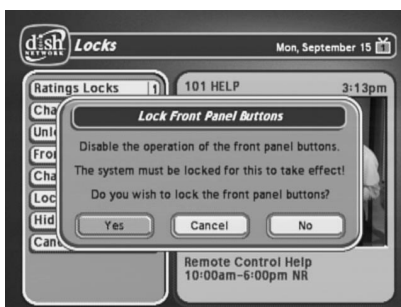 dish
NETWORK
Locks
Mon, September 15
Ratings Locks 1
101 HELP 3:13pm
Cha
Unl
Fro
Cha
Loc
Hid
Can
Lock Front Panel Buttons
Disable the operation of the front panel buttons.
The system must be locked for this to take effect!
Do you wish to lock the front panel buttons?
Yes Cancel No
Remote Control Help
10:00am-6:00pm NR